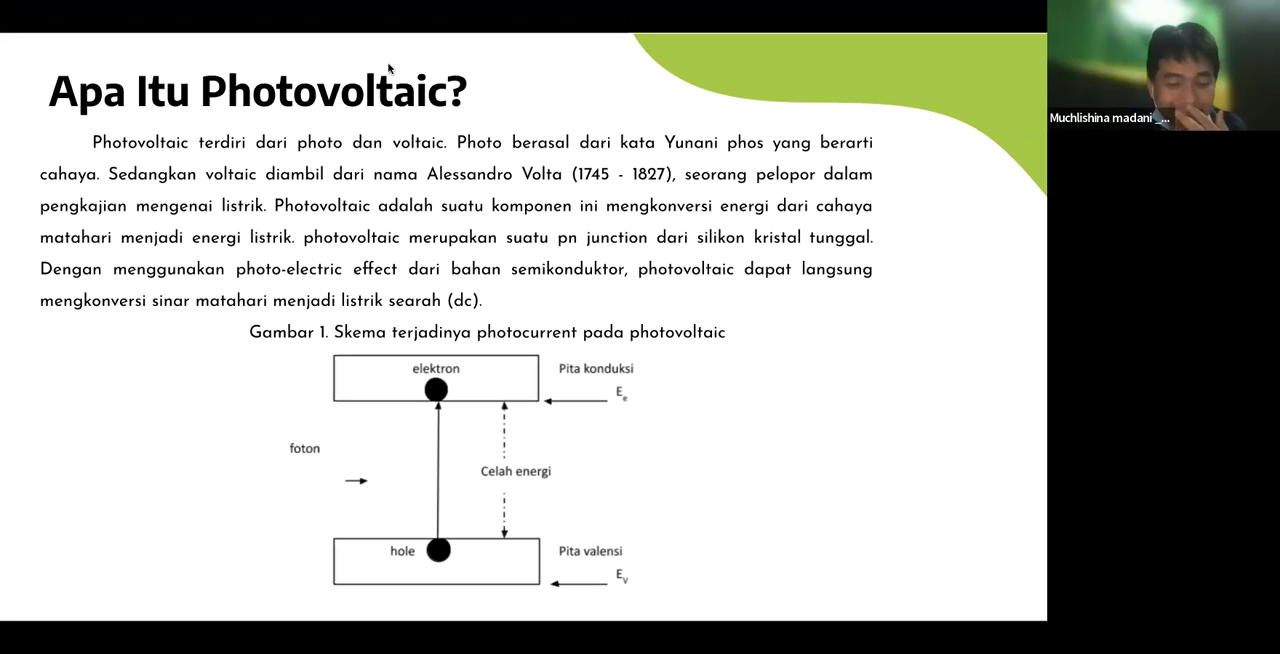 Apa Itu Photovoltaic?
Photovoltaic terdiri dari photo dan voltaic. Photo berasal dari kata Yunani phos yang berarti
cahaya. Sedangkan voltaic diambil dari nama Alessandro Volta (1745 - 1827), seorang pelopor dalam
pengkajian mengenai listrik. Photovoltaic adalah suatu komponen ini mengkonversi energi dari cahaya
matahari menjadi energi listrik. photovoltaic merupakan suatu pn junction dari silikon kristal tunggal.
Dengan menggunakan photo-electric effect dari bahan semikonduktor, photovoltaic dapat langsung
mengkonversi sinar matahari menjadi listrik searah (dc).
Gambar 1. Skema terjadinya photocurrent pada photovoltaic
elektron
Pita konduksi
Ee
foton
Celah energi
hole
Pita valensi
Ev
Muchlishina madani _...